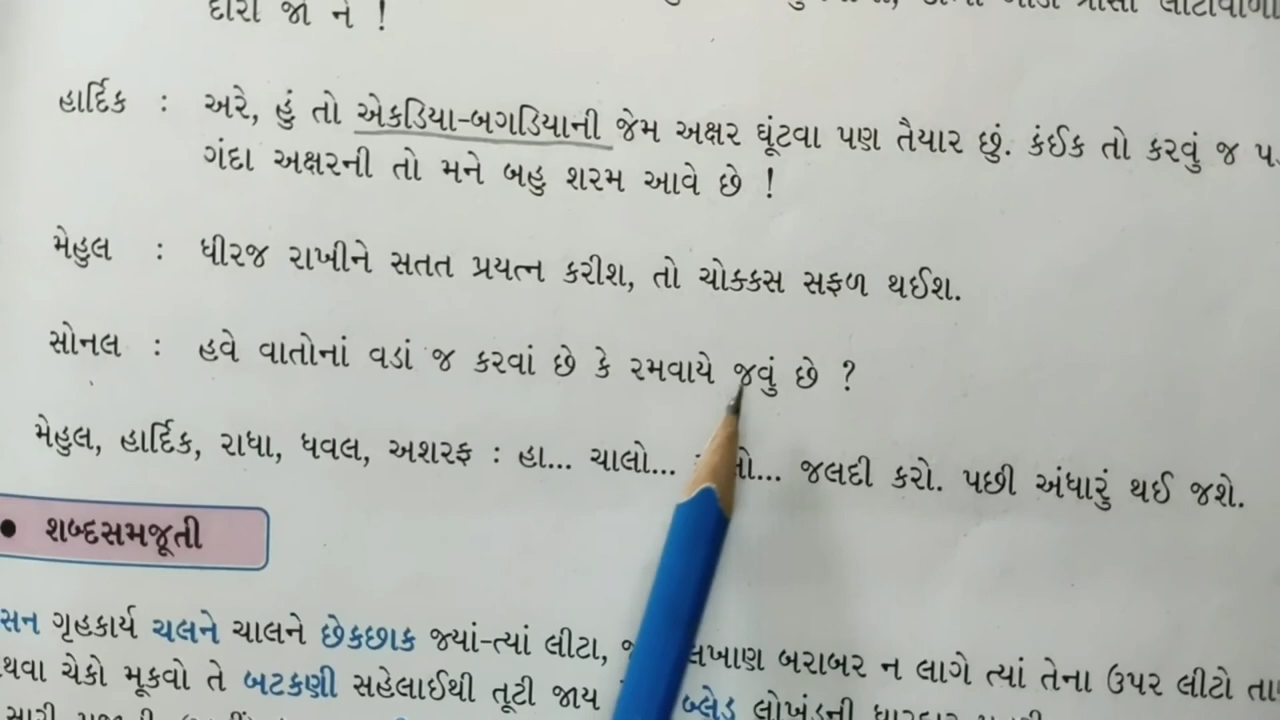 દોરી જા ને !
હાર્દિક : અરે, હું તો એકડિયા-બગડિયાની જેમ અક્ષર ઘૂંટવા પણ તૈયાર છું. કંઈક તો કરવું જ
ગંદા અક્ષરની તો મને બહુ શરમ આવે છે !
મેહુલ : ધીરજ રાખીને સતત પ્રયત્ન કરીશ, તો ચોક્કસ સફળ થઈશ.
સોનલ : હવે વાતોનાં વડાં જ કરવાં છે કે રમવાયે જવું છે ?
મેહુલ, હાર્દિક, રાધા, ધવલ, અશરફ : હા... ચાલો... જલદી કરો. પછી અંધારું થઈ જશે.
• શબ્દસમજૂતી
ગૃહકાર્ય ચલને ચાલને છેકછાક જ્યાં-ત્યાં લીટા, બરાબર ન લાગે ત્યાં તેના ઉપર લીટો
ચેકો મૂકવો તે બટકણી સહેલાઈથી તૂટી જાય બ્લેડ લોખંડની